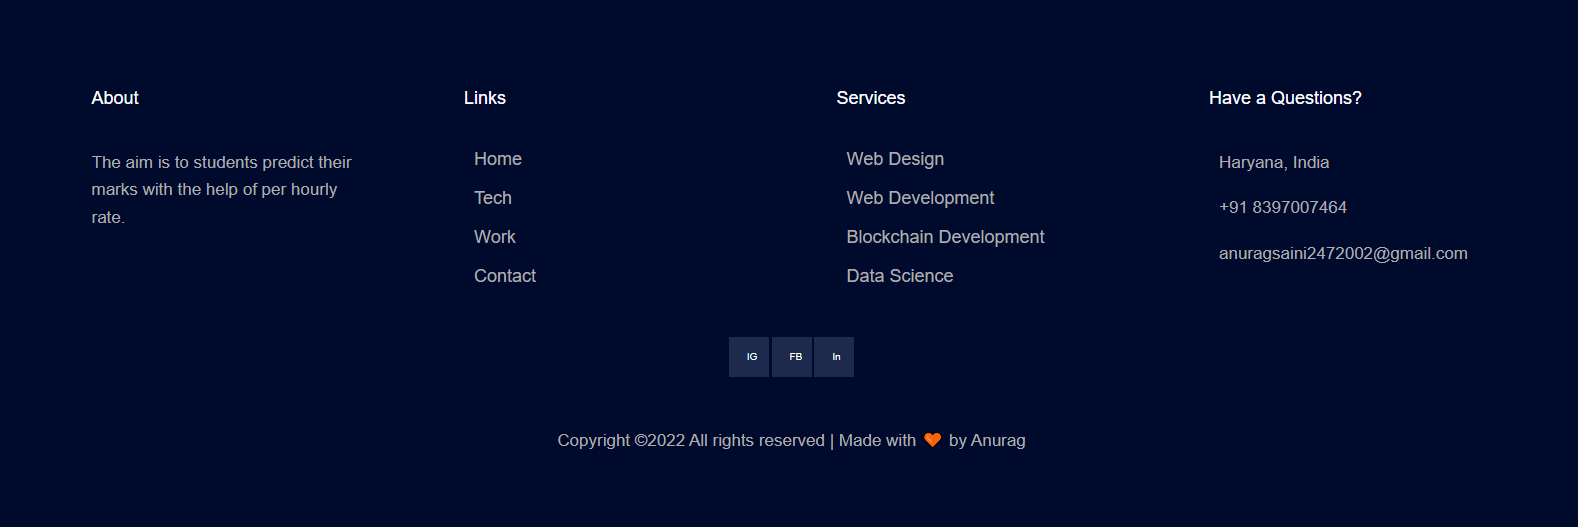 About
The aim is to students predict their
marks with the help of per hourly
rate.
Links
Home
Tech
Work
Contact
Services
Web Design
Web Development
Blockchain Development
Data Science
Have a Questions?
Haryana, India
+91 8397007464
anuragsaini2472002@gmail.com
IG FB In
Copyright ©2022 All rights reserved | Made with 🧡 by Anurag